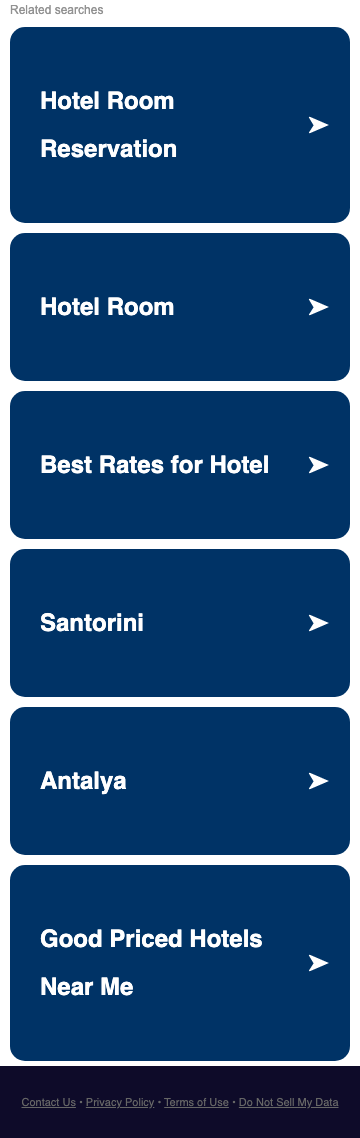 Related searches
Hotel Room
Reservation
Hotel Room
Best Rates for Hotel
Santorini
Antalya
Good Priced Hotels
Near Me
Contact Us • Privacy Policy • Terms of Use • Do Not Sell My Data